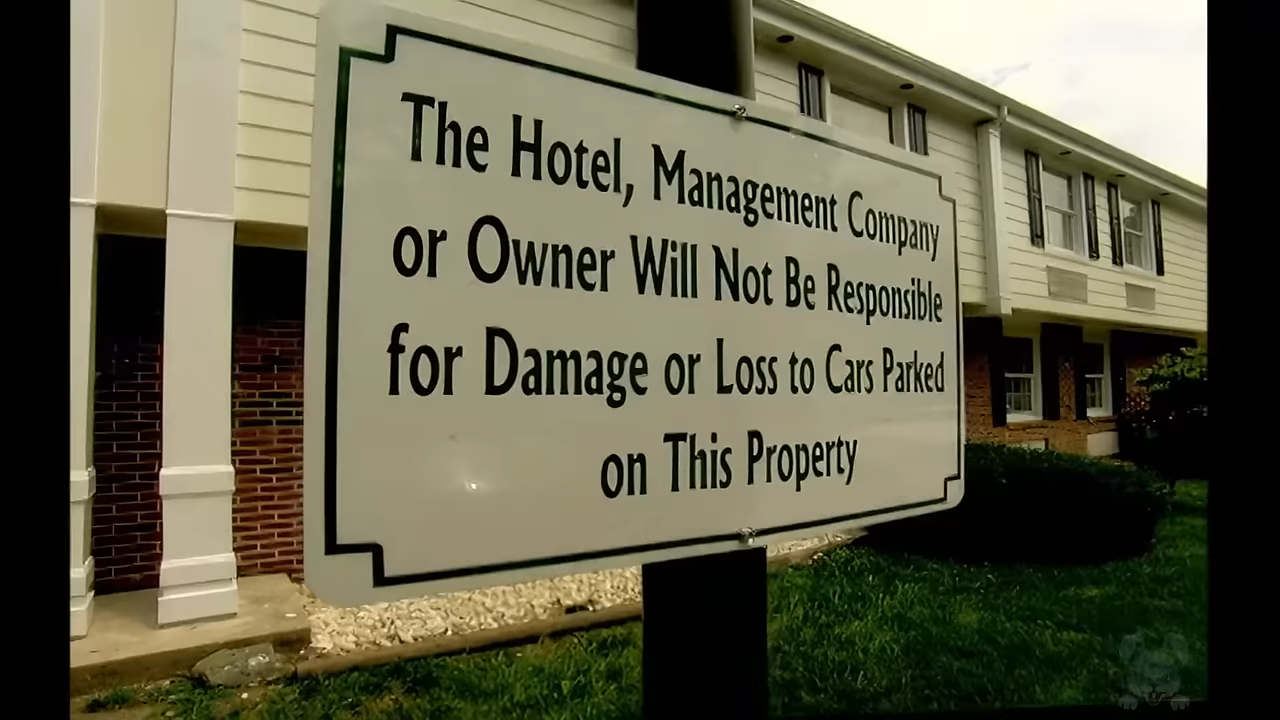 The Hotel, Management Company
or Owner Will Not Be Responsible
for Damage or Loss to Cars Parked
on This Property